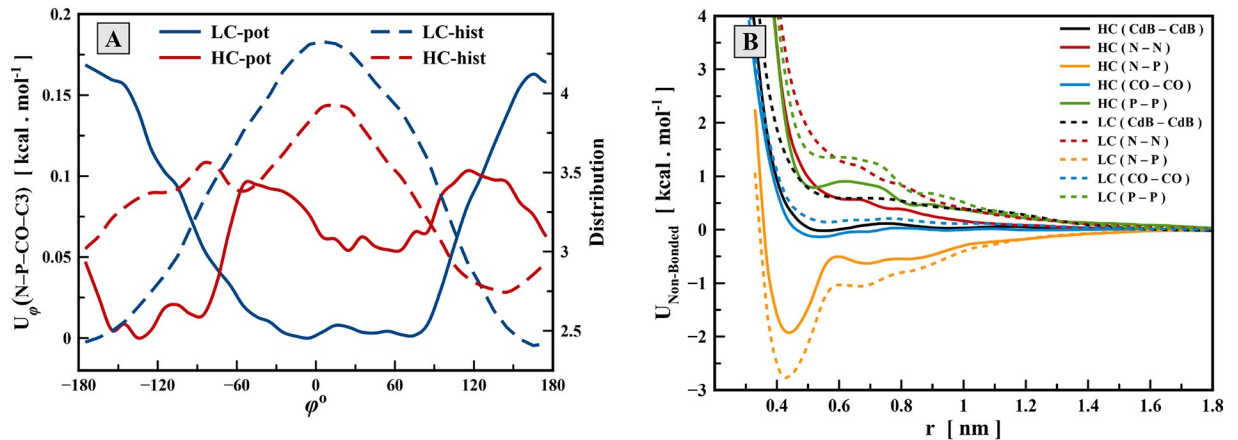 A
LC-pot
HC-pot
LC-hist
HC-hist
0.2
0.15
0.1
0.05
0
U_φ(N–P–CO–C3) [ kcal . mol⁻¹ ]
4
3.5
3
2.5
Distribution
−180
−120
−60
0
60
120
180
φ°
B
HC ( CdB – CdB )
HC ( N – N )
HC ( N – P )
HC ( CO – CO )
HC ( P – P )
LC ( CdB – CdB )
LC ( N – N )
LC ( N – P )
LC ( CO – CO )
LC ( P – P )
4
3
2
1
0
−1
−2
−3
U_Non-Bonded [ kcal . mol⁻¹ ]
0.4
0.6
0.8
1
1.2
1.4
1.6
1.8
r [ nm ]